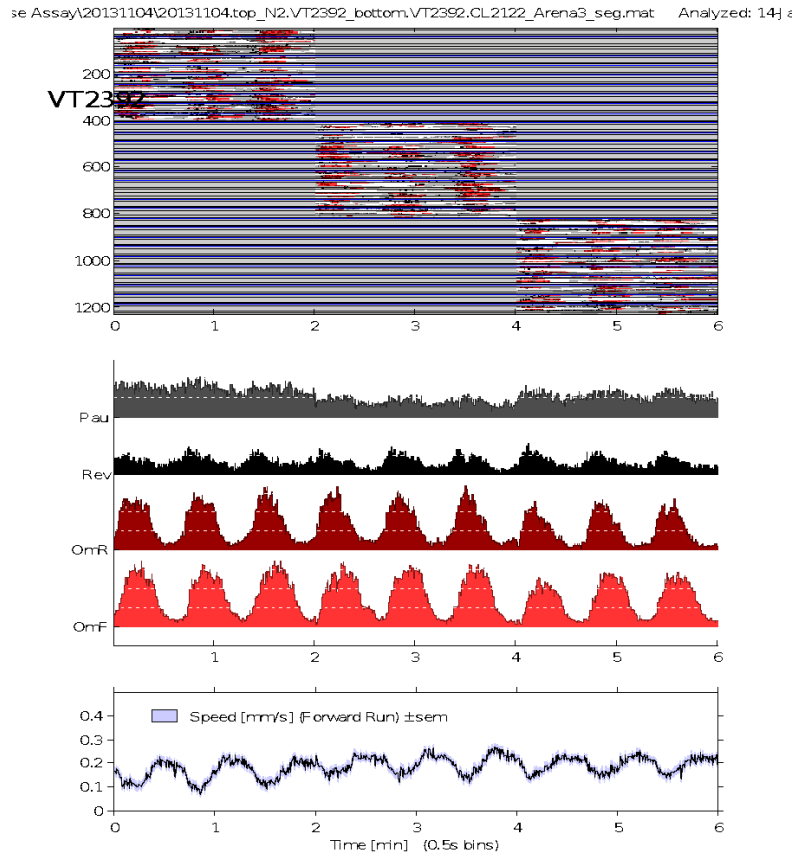 se Assay\20131104\20131104.top_N2.VT2392_bottom.VT2392.CL2122_Arena3_seg.mat Analyzed: 14-J
200
VT2392
400
600
800
1000
1200
0 1 2 3 4 5 6
Pau
Rev
OmR
OmF
1 2 3 4 5 6
Speed [mm/s] (Forward Run) ±sem
0.4
0.3
0.2
0.1
0
0 1 2 3 4 5 6
Time [min] (0.5s bins)